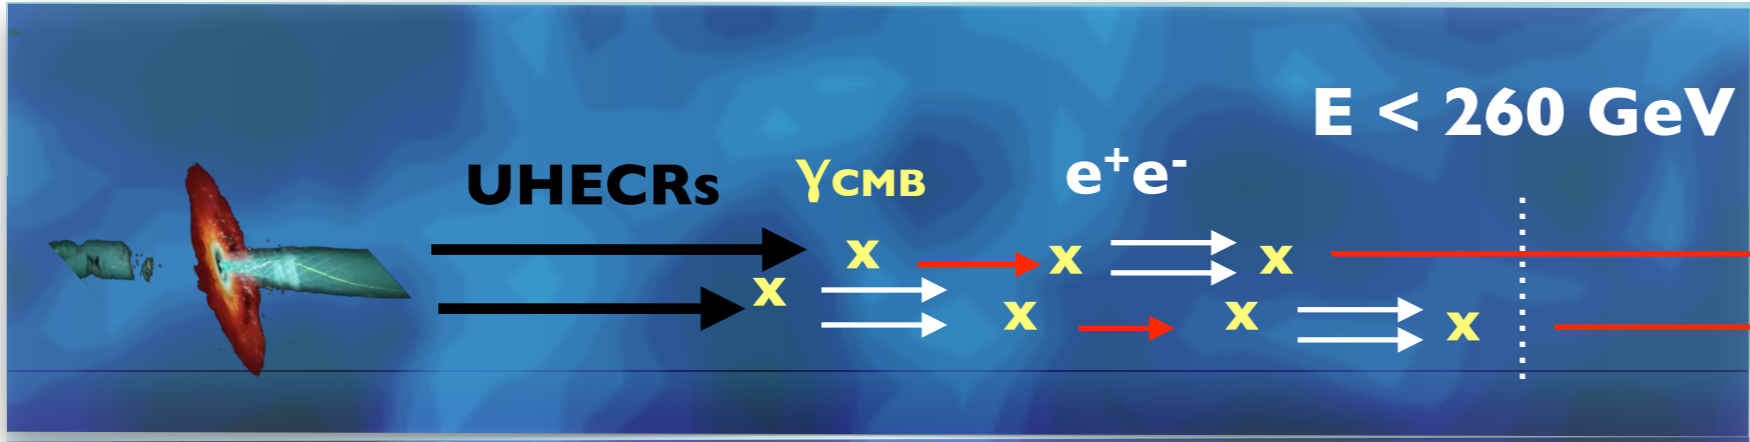 E < 260 GeV
UHECRs
γCMB
e⁺e⁻
x x x
x
x x x